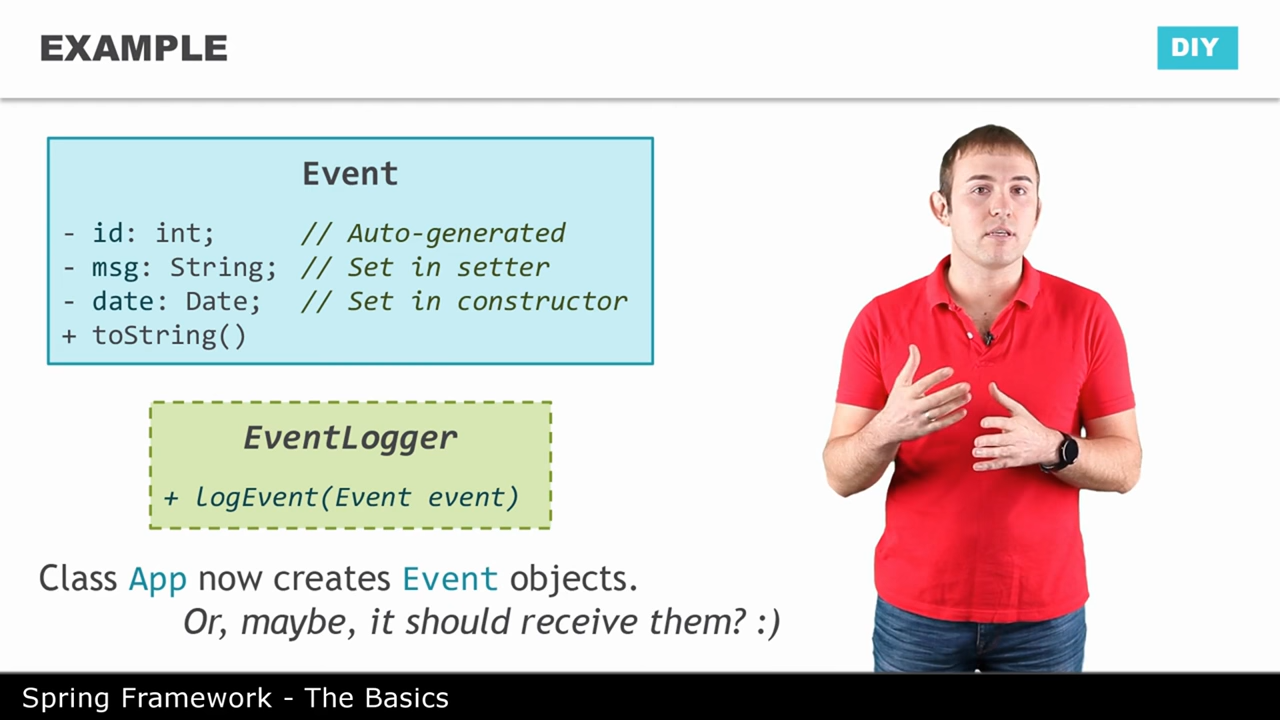 EXAMPLE
DIY
Event
- id: int; // Auto-generated
- msg: String; // Set in setter
- date: Date; // Set in constructor
+ toString()
EventLogger
+ logEvent(Event event)
Class App now creates Event objects.
Or, maybe, it should receive them? :)
Spring Framework - The Basics